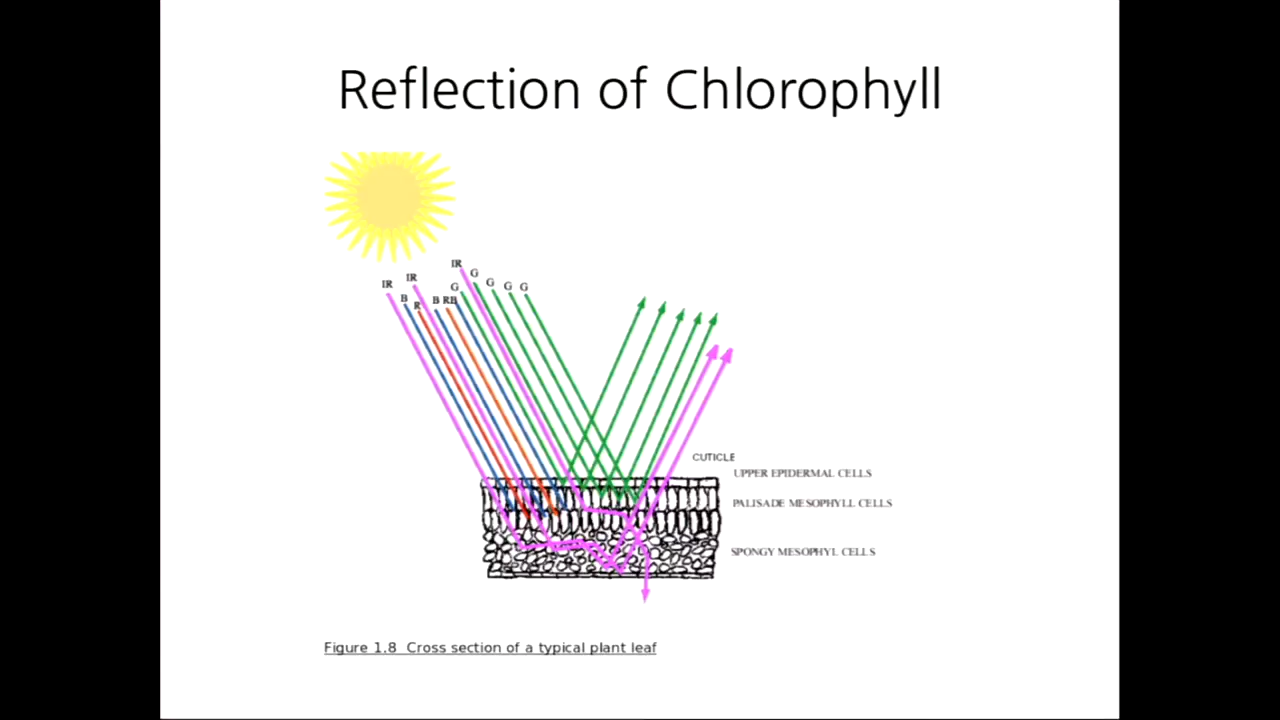 Reflection of Chlorophyll
IR
G
IR
IR
G
G
G
G
B
R
B
R
B
CUTICLE
UPPER EPIDERMAL CELLS
PALISADE MESOPHYLL CELLS
SPONGY MESOPHYL CELLS
Figure 1.8 Cross section of a typical plant leaf